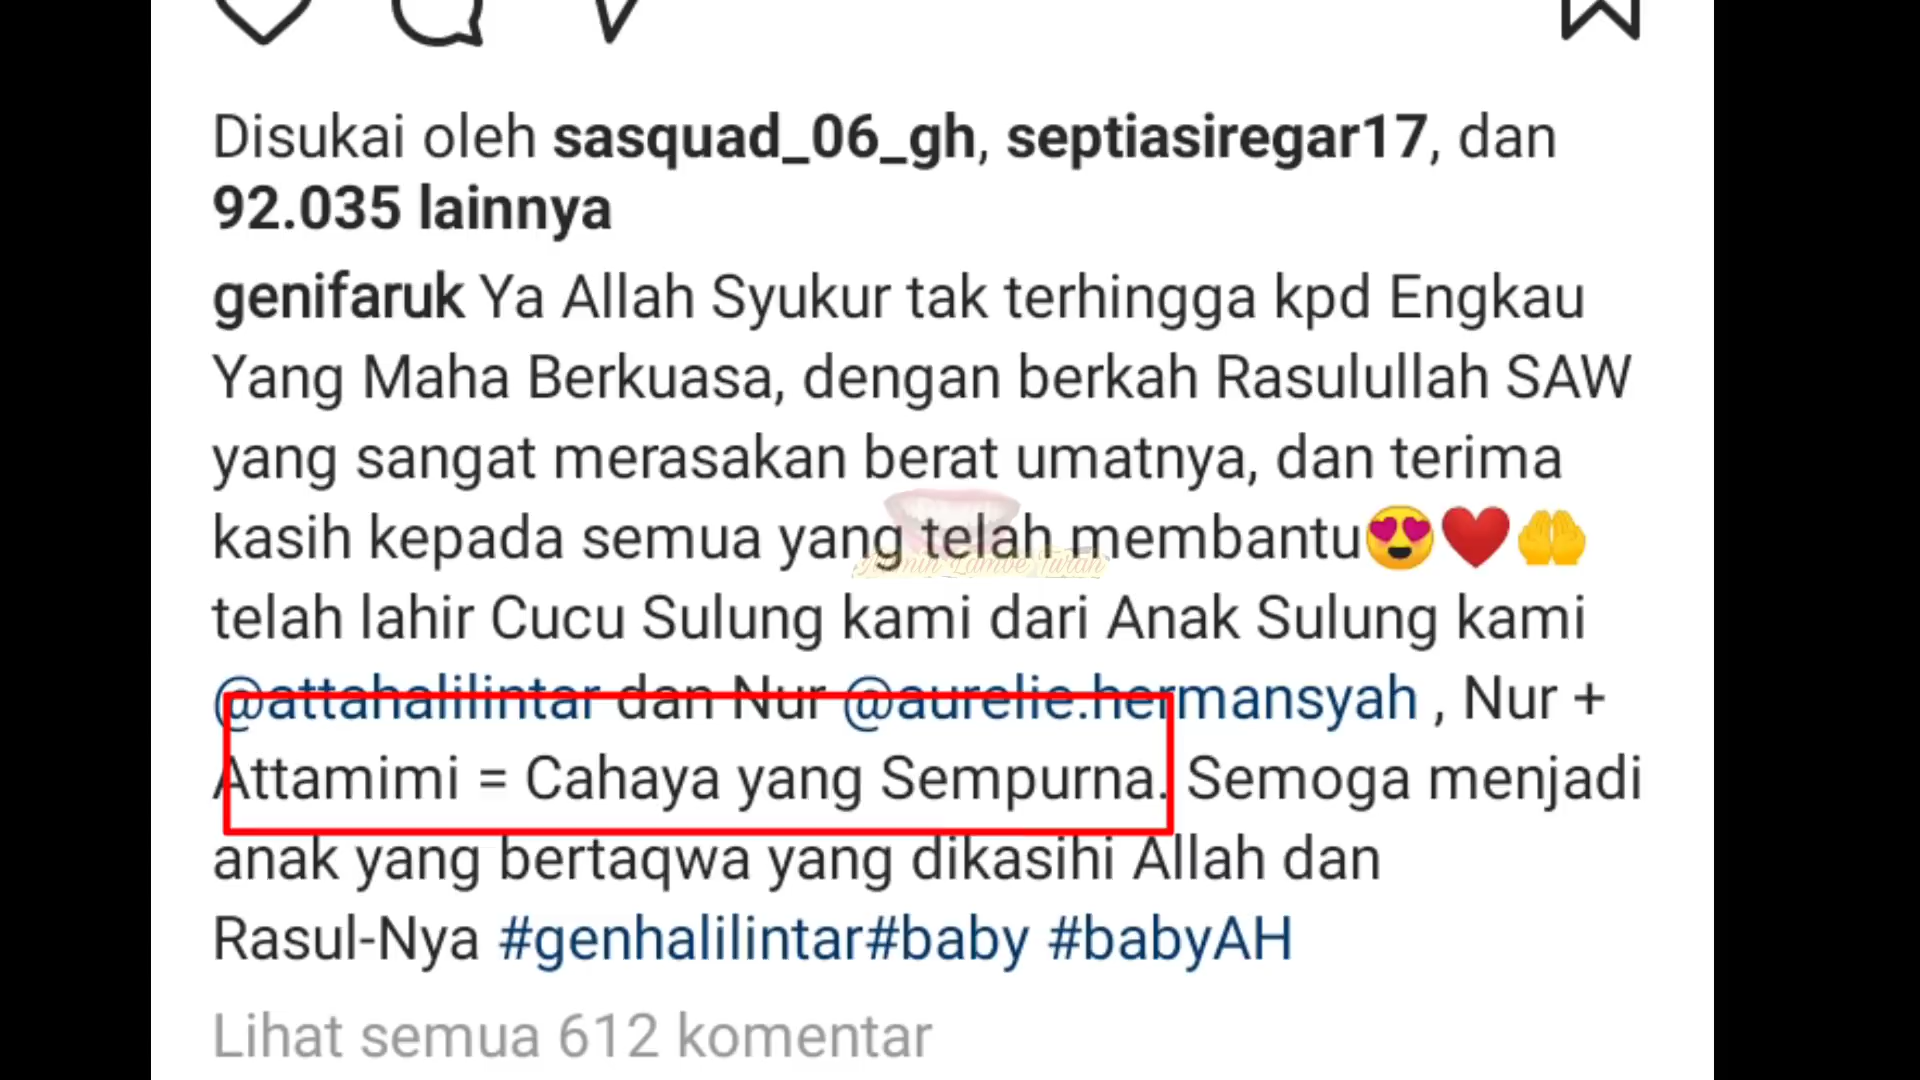 Disukai oleh sasquad_06_gh, septiasiregar17, dan
92.035 lainnya
genifaruk Ya Allah Syukur tak terhingga kpd Engkau
Yang Maha Berkuasa, dengan berkah Rasulullah SAW
yang sangat merasakan berat umatnya, dan terima
kasih kepada semua yang telah membantu😍❤️🤲
telah lahir Cucu Sulung kami dari Anak Sulung kami
@attahalilintar dan Nur @aurelie.hermansyah , Nur +
Attamimi = Cahaya yang Sempurna. Semoga menjadi
anak yang bertaqwa yang dikasihi Allah dan
Rasul-Nya #genhalilintar#baby #babyAH
Lihat semua 612 komentar